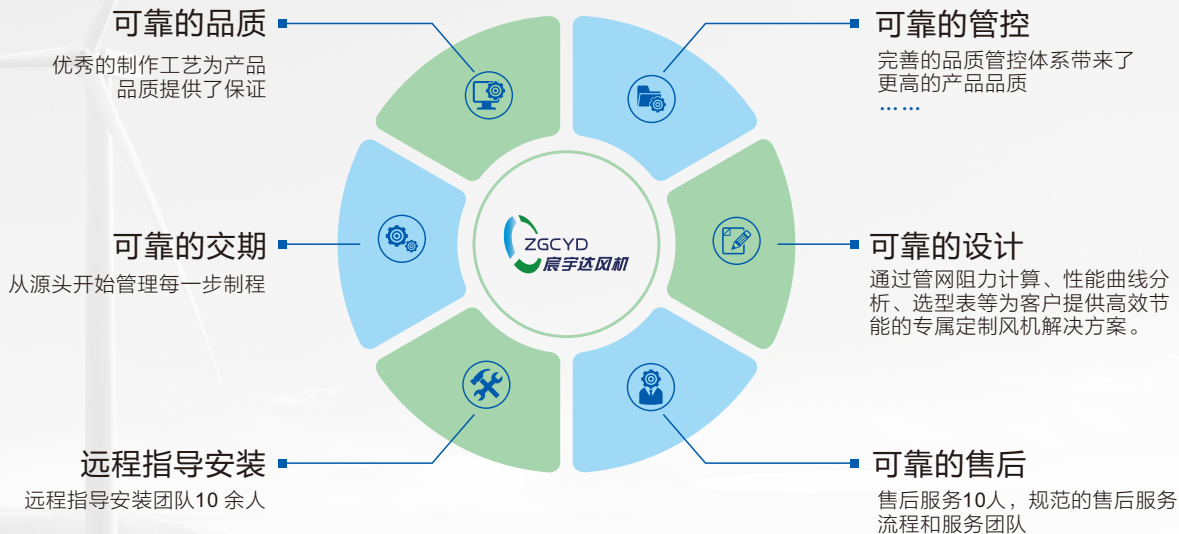 可靠的品质
优秀的制作工艺为产品
品质提供了保证
可靠的管控
完善的品质管控体系带来了
更高的产品品质
……
可靠的交期
从源头开始管理每一步制程
ZGCYD
宸宇达风机
可靠的设计
通过管网阻力计算、性能曲线分
析、选型表等为客户提供高效节
能的专属定制风机解决方案。
远程指导安装
远程指导安装团队10 余人
可靠的售后
售后服务10人，规范的售后服务
流程和服务团队